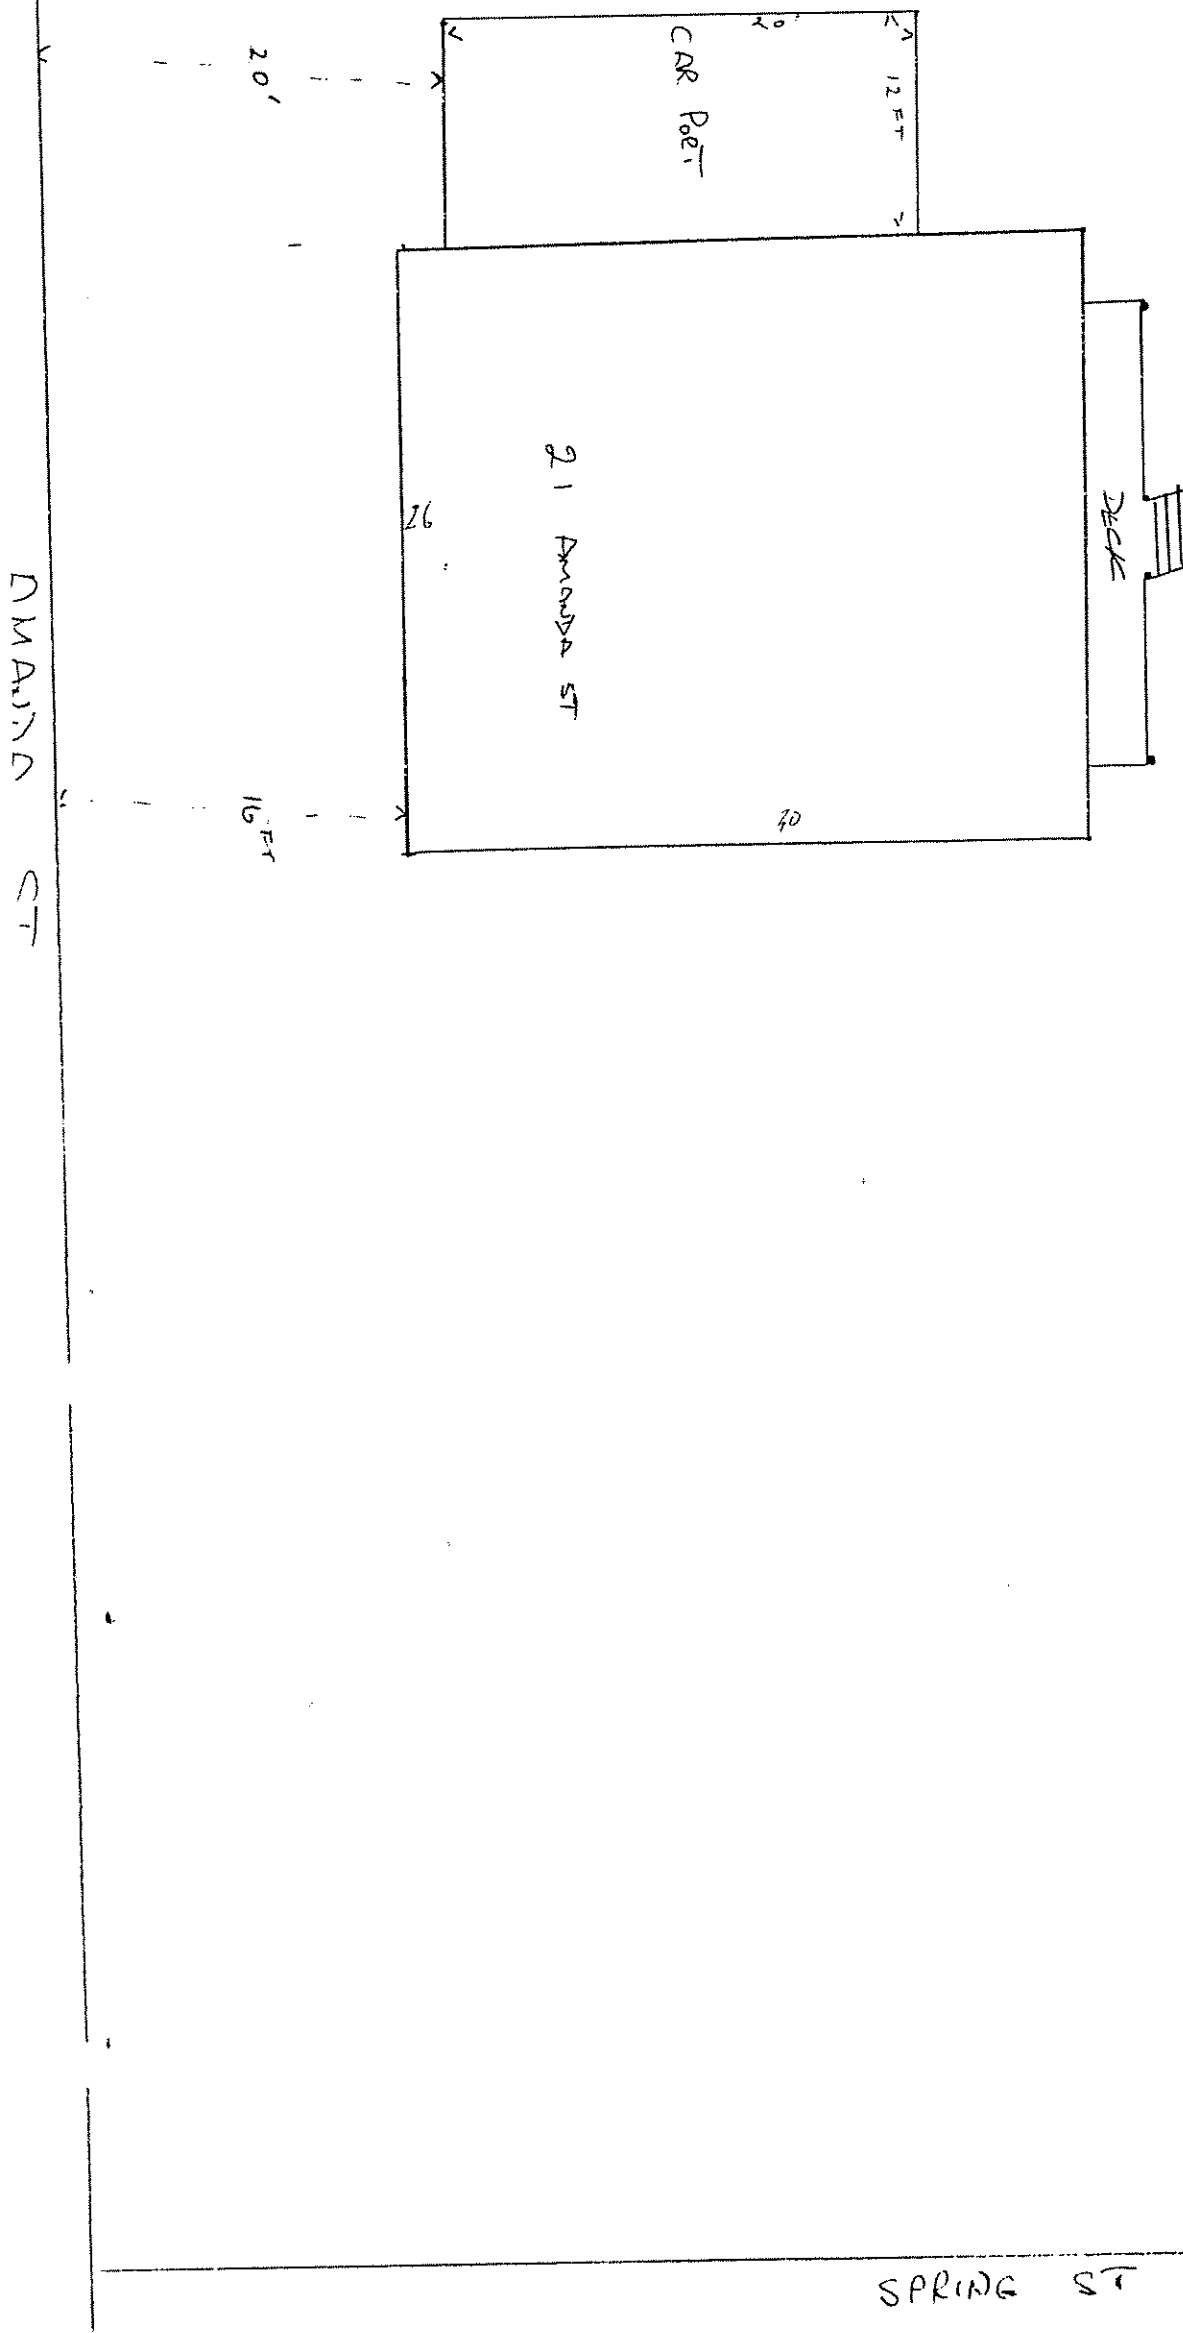 20'
CAR PORT
20'
12 FT
21 AMANDA ST
26
DECK
16 FT
40
AMANDA ST
SPRING ST